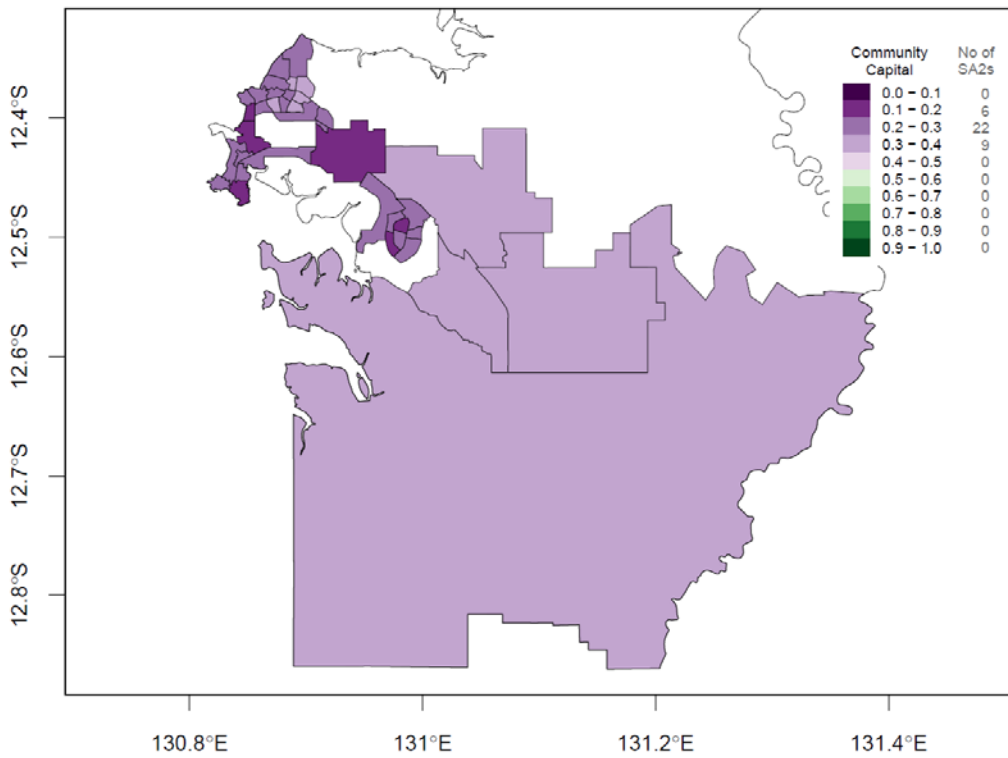 Community Capital No of SA2s
0.0 – 0.1 0
0.1 – 0.2 6
0.2 – 0.3 22
0.3 – 0.4 9
0.4 – 0.5 0
0.5 – 0.6 0
0.6 – 0.7 0
0.7 – 0.8 0
0.8 – 0.9 0
0.9 – 1.0 0
12.4°S
12.5°S
12.6°S
12.7°S
12.8°S
130.8°E 131°E 131.2°E 131.4°E